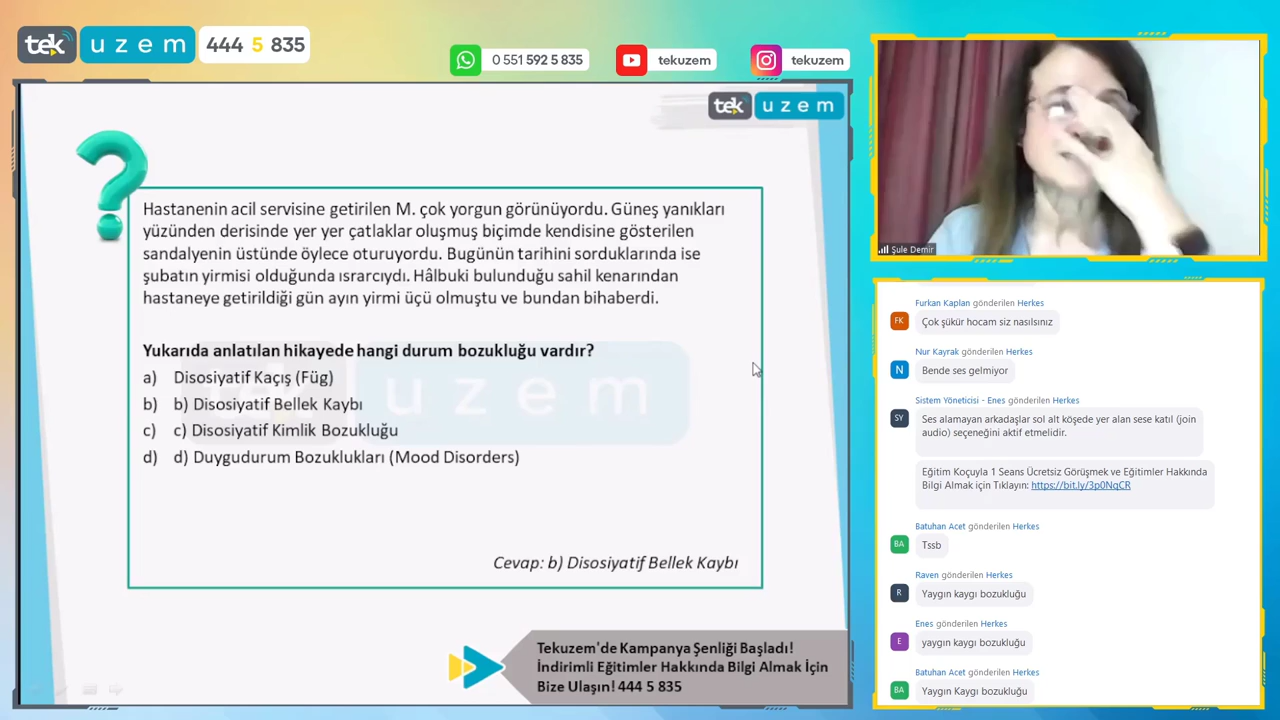 tek uzem 444 5 835
0 551 592 5 835
tekuzem
tekuzem
tek uzem
?
Hastanenin acil servisine getirilen M. çok yorgun görünüyordu. Güneş yanıkları
yüzünden derisinde yer yer çatlaklar oluşmuş biçimde kendisine gösterilen
sandalyenin üstünde öylece oturuyordu. Bugünün tarihini sorduklarında ise
şubatın yirmisi olduğunda ısrarcıydı. Hâlbuki bulunduğu sahil kenarından
hastaneye getirildiği gün ayın yirmi üçü olmuştu ve bundan bihaberdi.
Yukarıda anlatılan hikayede hangi durum bozukluğu vardır?
a) Disosiyatif Kaçış (Füg)
b) b) Disosiyatif Bellek Kaybı
c) c) Disosiyatif Kimlik Bozukluğu
d) d) Duygudurum Bozuklukları (Mood Disorders)
uzem
Cevap: b) Disosiyatif Bellek Kaybı
Tekuzem'de Kampanya Şenliği Başladı!
İndirimli Eğitimler Hakkında Bilgi Almak İçin
Bize Ulaşın! 444 5 835
Şule Demir
Furkan Kaplan gönderilen Herkes
FK
Çok şükür hocam siz nasılsınız
Nur Kayrak gönderilen Herkes
N
Bende ses gelmiyor
Sistem Yöneticisi - Enes gönderilen Herkes
SY
Ses alamayan arkadaşlar sol alt köşede yer alan sese katıl (join
audio) seçeneğini aktif etmelidir.
Eğitim Koçuyla 1 Seans Ücretsiz Görüşmek ve Eğitimler Hakkında
Bilgi Almak için Tıklayın: https://bit.ly/3p0NqCR
Batuhan Acet gönderilen Herkes
BA
Tssb
Raven gönderilen Herkes
R
Yaygın kaygı bozukluğu
Enes gönderilen Herkes
E
yaygın kaygı bozukluğu
Batuhan Acet gönderilen Herkes
BA
Yaygın Kaygı bozukluğu